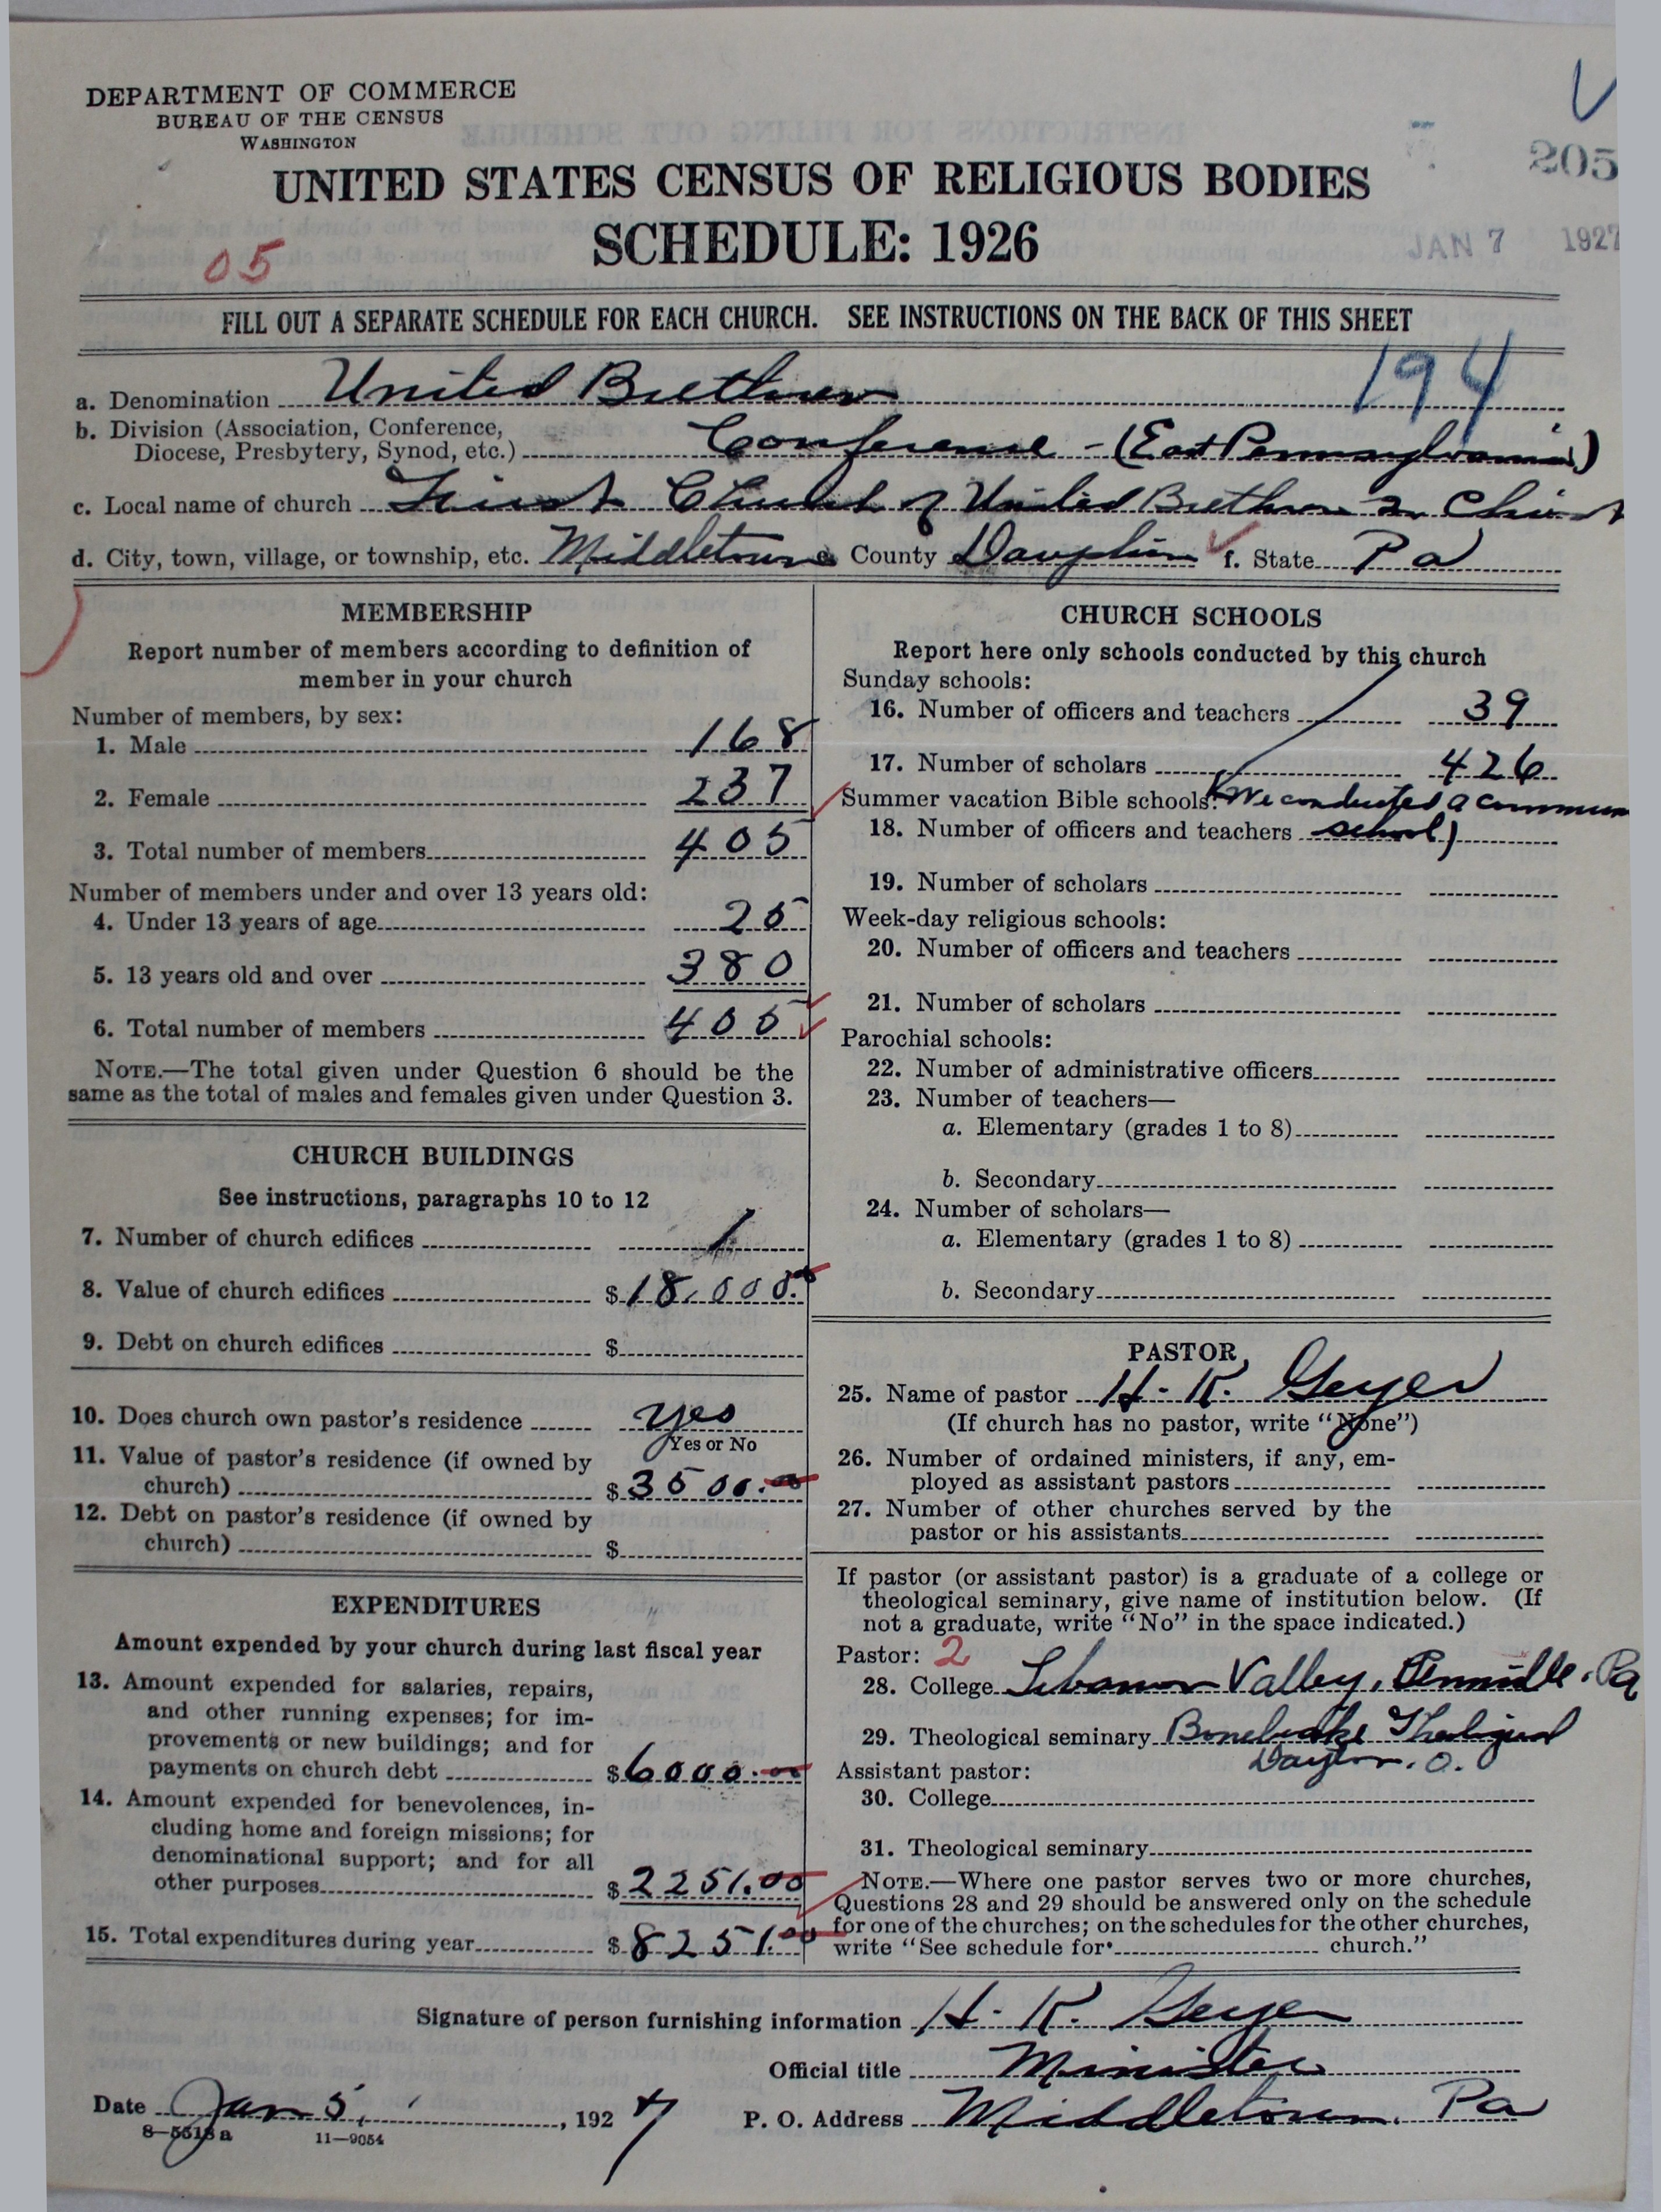 DEPARTMENT OF COMMERCE
BUREAU OF THE CENSUS
WASHINGTON
UNITED STATES CENSUS OF RELIGIOUS BODIES
SCHEDULE: 1926
205
JAN 7 1927
05
FILL OUT A SEPARATE SCHEDULE FOR EACH CHURCH. SEE INSTRUCTIONS ON THE BACK OF THIS SHEET
194
a. Denomination United Brethren
b. Division (Association, Conference,
Diocese, Presbytery, Synod, etc.) Conference - (East Pennsylvania)
c. Local name of church First Church of United Brethren in Christ
d. City, town, village, or township, etc. Middletown e. County Dauphin f. State Pa
MEMBERSHIP
Report number of members according to definition of
member in your church
Number of members, by sex:
1. Male 168
2. Female 237
3. Total number of members 405
Number of members under and over 13 years old:
4. Under 13 years of age 25
5. 13 years old and over 380
6. Total number of members 405
NOTE.—The total given under Question 6 should be the
same as the total of males and females given under Question 3.
CHURCH BUILDINGS
See instructions, paragraphs 10 to 12
7. Number of church edifices 1
8. Value of church edifices $18,000.00
9. Debt on church edifices $
10. Does church own pastor's residence yes
Yes or No
11. Value of pastor's residence (if owned by
church) $3500.00
12. Debt on pastor's residence (if owned by
church) $
EXPENDITURES
Amount expended by your church during last fiscal year
13. Amount expended for salaries, repairs,
and other running expenses; for im-
provements or new buildings; and for
payments on church debt $6000.00
14. Amount expended for benevolences, in-
cluding home and foreign missions; for
denominational support; and for all
other purposes $2251.00
15. Total expenditures during year $8251.00
CHURCH SCHOOLS
Report here only schools conducted by this church
Sunday schools:
16. Number of officers and teachers 39
17. Number of scholars 426
Summer vacation Bible schools: (We conducted a commun
18. Number of officers and teachers school)
19. Number of scholars
Week-day religious schools:
20. Number of officers and teachers
21. Number of scholars
Parochial schools:
22. Number of administrative officers
23. Number of teachers—
a. Elementary (grades 1 to 8)
b. Secondary
24. Number of scholars—
a. Elementary (grades 1 to 8)
b. Secondary
PASTOR
25. Name of pastor H. K. Geyer
(If church has no pastor, write "None")
26. Number of ordained ministers, if any, em-
ployed as assistant pastors
27. Number of other churches served by the
pastor or his assistants
If pastor (or assistant pastor) is a graduate of a college or
theological seminary, give name of institution below. (If
not a graduate, write "No" in the space indicated.)
Pastor: 2
28. College Lebanon Valley, Annville. Pa
29. Theological seminary Bonebrake Theological
Dayton. O.
Assistant pastor:
30. College
31. Theological seminary
NOTE.—Where one pastor serves two or more churches,
Questions 28 and 29 should be answered only on the schedule
for one of the churches; on the schedules for the other churches,
write "See schedule for church."
Signature of person furnishing information H. K. Geyer
Official title Minister
Date Jan 5, 1927
P. O. Address Middletown, Pa
8—5518 a 11—9054